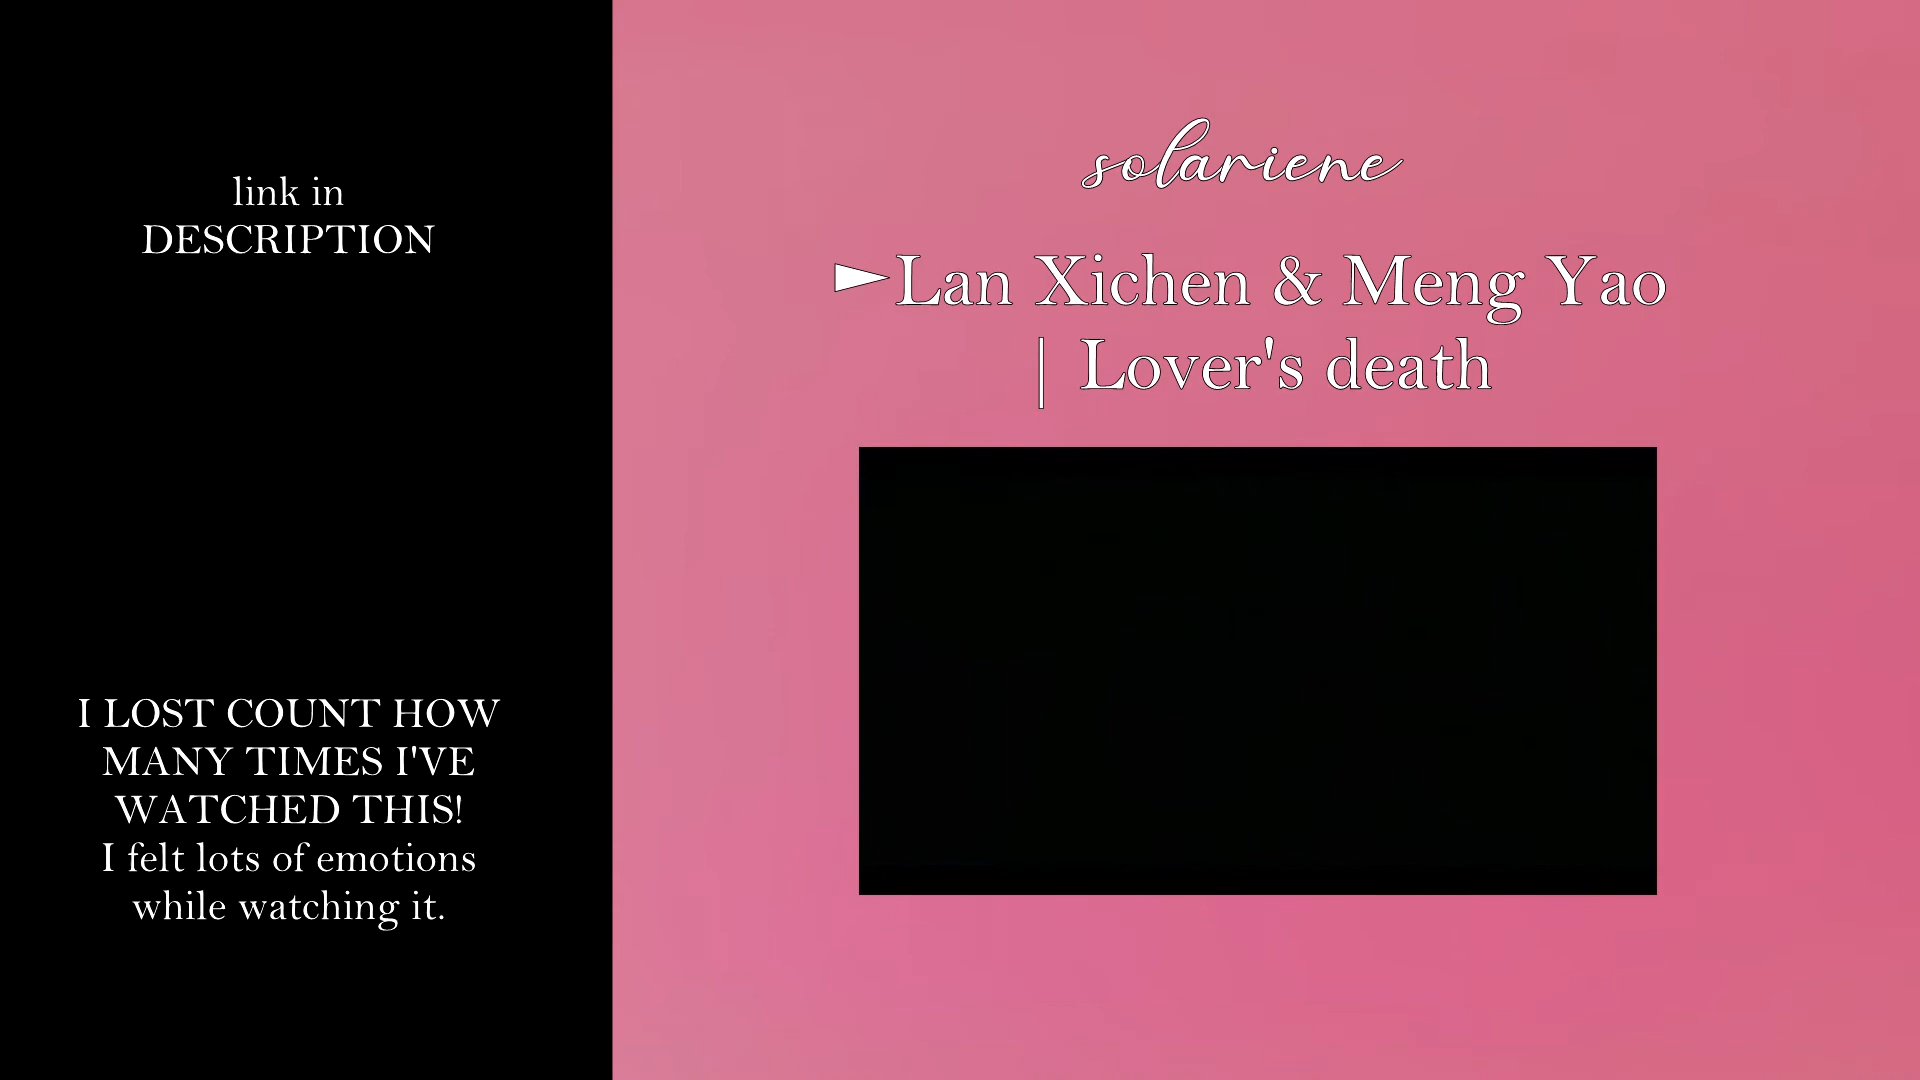 link in
DESCRIPTION
I LOST COUNT HOW
MANY TIMES I'VE
WATCHED THIS!
I felt lots of emotions
while watching it.
solariene
►Lan Xichen & Meng Yao
| Lover's death